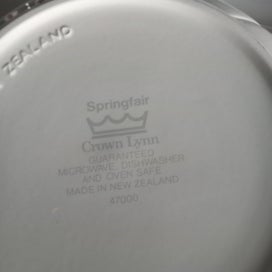 ZEALAND
Springfair
Crown Lynn
GUARANTEED
MICROWAVE, DISHWASHER
AND OVEN SAFE
MADE IN NEW ZEALAND
47000